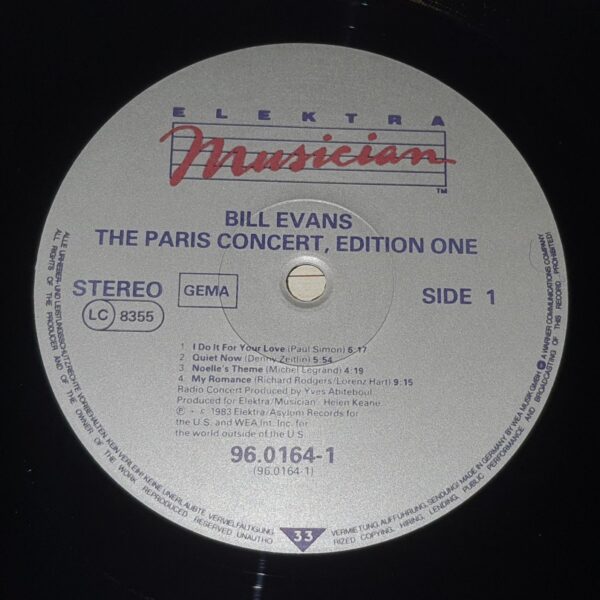 ELEKTRA
Musician
TM
BILL EVANS
THE PARIS CONCERT, EDITION ONE
STEREO
GEMA
SIDE 1
LC 8355
1. I Do It For Your Love (Paul Simon) 6:17
2. Quiet Now (Denny Zeitlin) 5:54
3. Noelle's Theme (Michel Legrand) 4:19
4. My Romance (Richard Rodgers/Lorenz Hart) 9:15
Radio Concert Produced by Yves Abiteboul
Produced for Elektra/Musician: Helen Keane
℗ · © 1983 Elektra/Asylum Records for
the U.S. and WEA Int. Inc. for
the world outside of the U.S.
96.0164-1
(96.0164-1)
33
ALLE URHEBER- UND LEISTUNGSSCHUTZRECHTE VORBEHALTEN. KEIN VERLEIH! KEINE UNERLAUBTE VERVIELFÄLTIGUNG, VERMIETUNG, AUFFÜHRUNG, SENDUNG! MADE IN GERMANY BY WEA MUSIK GMBH A WARNER COMMUNICATIONS COMPANY
ALL RIGHTS OF THE PRODUCER AND OF THE OWNER OF THE WORK REPRODUCED RESERVED. UNAUTHORIZED COPYING, HIRING, LENDING, PUBLIC PERFORMANCE AND BROADCASTING OF THIS RECORD PROHIBITED!